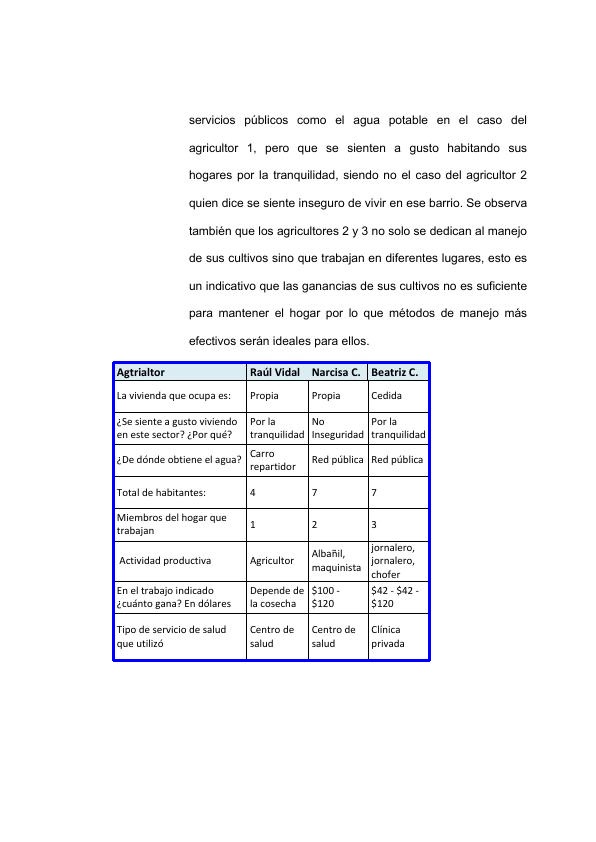 servicios públicos como el agua potable en el caso del
agricultor 1, pero que se sienten a gusto habitando sus
hogares por la tranquilidad, siendo no el caso del agricultor 2
quien dice se siente inseguro de vivir en ese barrio. Se observa
también que los agricultores 2 y 3 no solo se dedican al manejo
de sus cultivos sino que trabajan en diferentes lugares, esto es
un indicativo que las ganancias de sus cultivos no es suficiente
para mantener el hogar por lo que métodos de manejo más
efectivos serán ideales para ellos.
Agtrialtor Raúl Vidal Narcisa C. Beatriz C.
La vivienda que ocupa es: Propia Propia Cedida
¿Se siente a gusto viviendo Por la No Por la
en este sector? ¿Por qué? tranquilidad Inseguridad tranquilidad
¿De dónde obtiene el agua? Carro Red pública Red pública
repartidor
Total de habitantes: 4 7 7
Miembros del hogar que 1 2 3
trabajan
Actividad productiva Agricultor Albañil, jornalero,
maquinista jornalero,
chofer
En el trabajo indicado Depende de $100 - $42 - $42 -
¿cuánto gana? En dólares la cosecha $120 $120
Tipo de servicio de salud Centro de Centro de Clínica
que utilizó salud salud privada